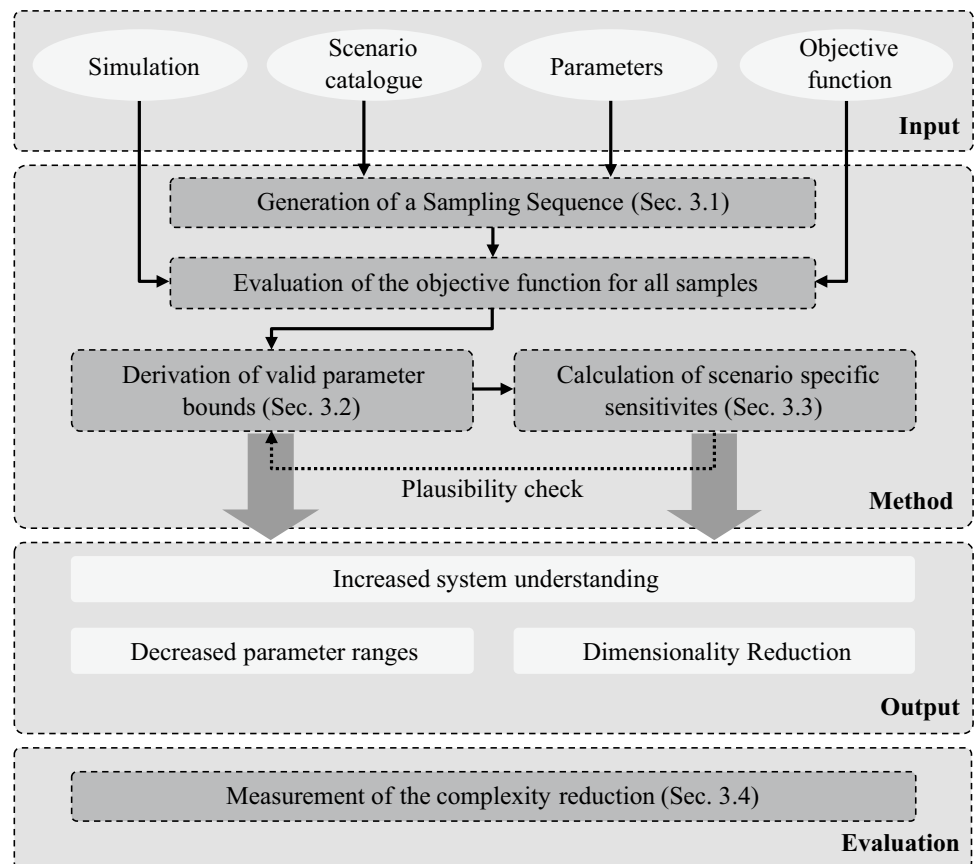 Simulation
Scenario
catalogue
Parameters
Objective
function
Input
Generation of a Sampling Sequence (Sec. 3.1)
Evaluation of the objective function for all samples
Derivation of valid parameter
bounds (Sec. 3.2)
Calculation of scenario specific
sensitivites (Sec. 3.3)
Plausibility check
Method
Increased system understanding
Decreased parameter ranges
Dimensionality Reduction
Output
Measurement of the complexity reduction (Sec. 3.4)
Evaluation